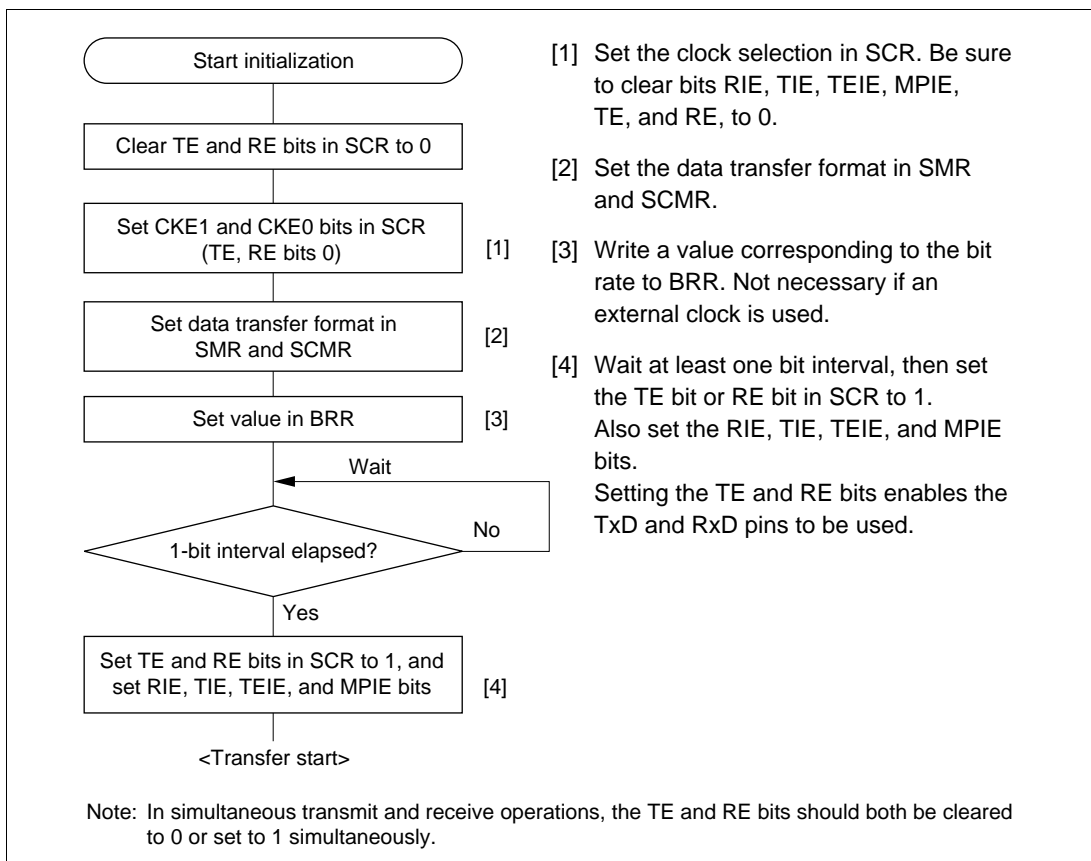 Start initialization
Clear TE and RE bits in SCR to 0
Set CKE1 and CKE0 bits in SCR
(TE, RE bits 0)
[1]
Set data transfer format in
SMR and SCMR
[2]
Set value in BRR
[3]
Wait
1-bit interval elapsed?
No
Yes
Set TE and RE bits in SCR to 1, and
set RIE, TIE, TEIE, and MPIE bits
[4]
<Transfer start>
[1] Set the clock selection in SCR. Be sure
to clear bits RIE, TIE, TEIE, MPIE,
TE, and RE, to 0.
[2] Set the data transfer format in SMR
and SCMR.
[3] Write a value corresponding to the bit
rate to BRR. Not necessary if an
external clock is used.
[4] Wait at least one bit interval, then set
the TE bit or RE bit in SCR to 1.
Also set the RIE, TIE, TEIE, and MPIE
bits.
Setting the TE and RE bits enables the
TxD and RxD pins to be used.
Note: In simultaneous transmit and receive operations, the TE and RE bits should both be cleared
to 0 or set to 1 simultaneously.